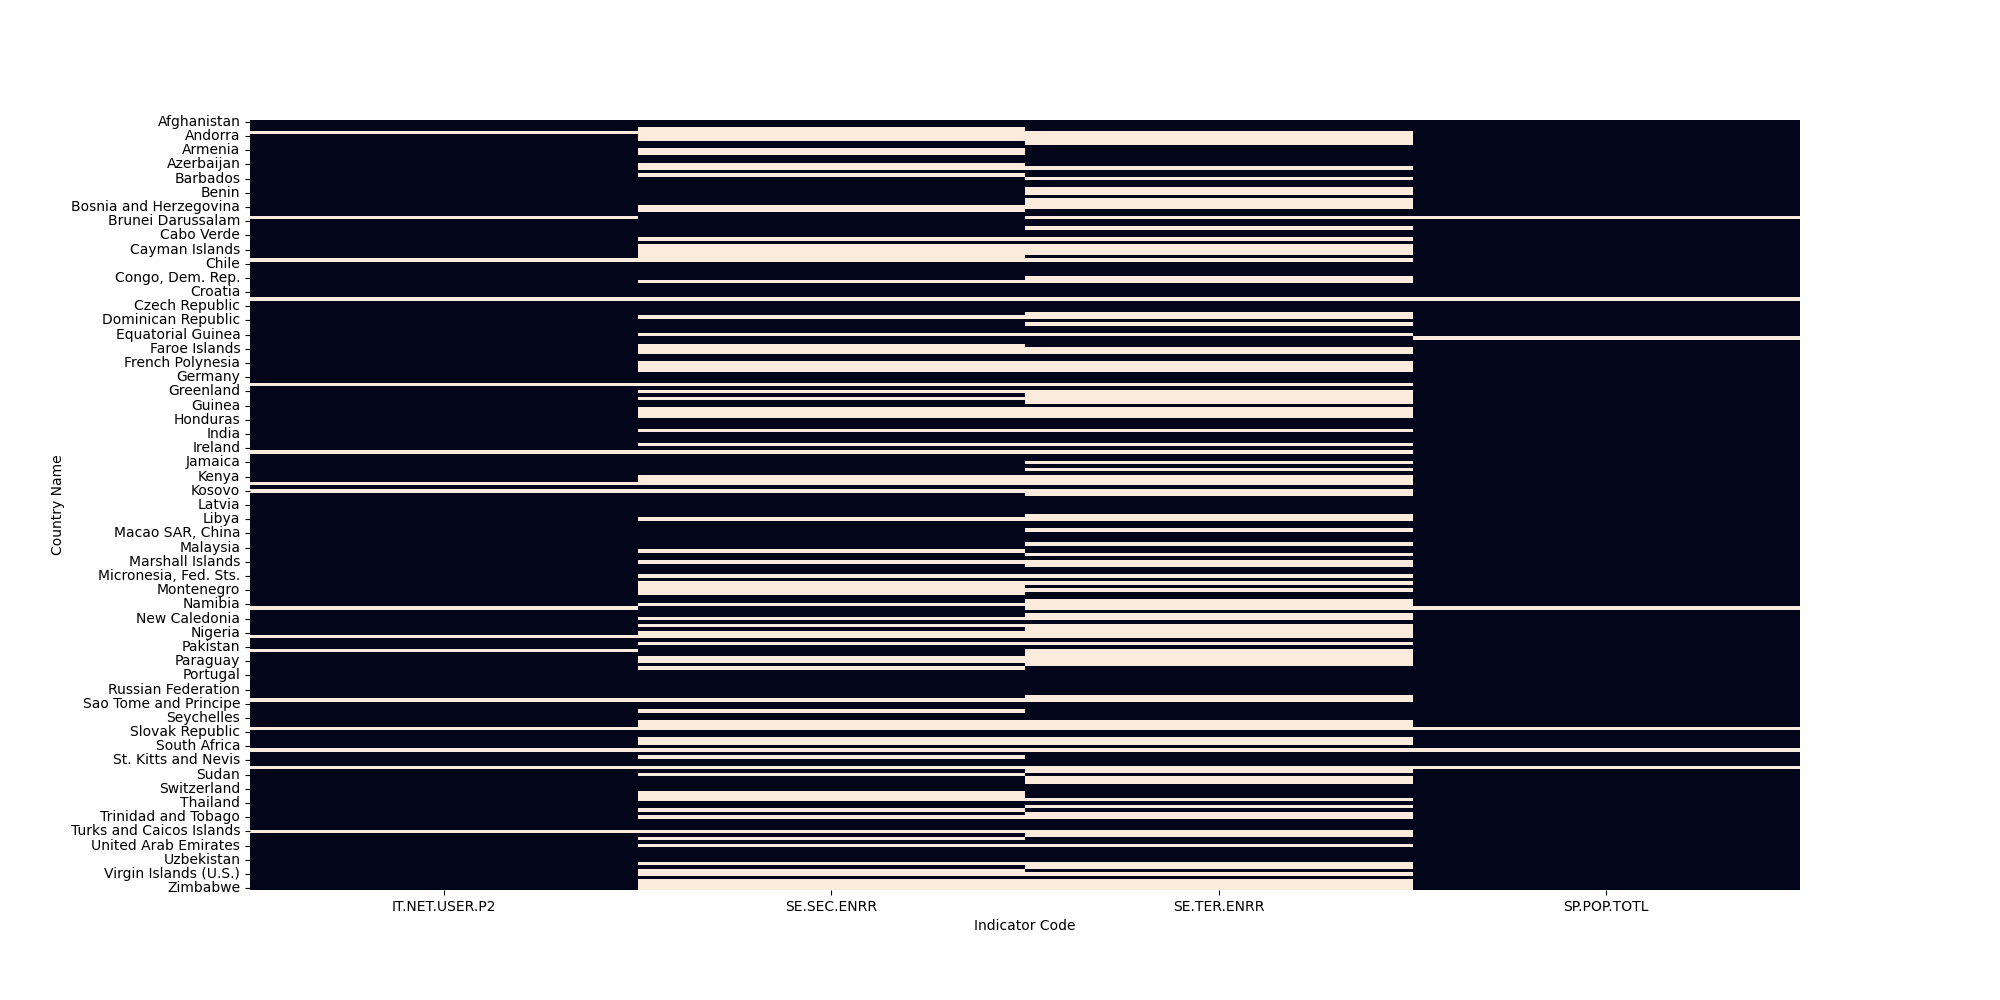 Afghanistan
Andorra
Armenia
Azerbaijan
Barbados
Benin
Bosnia and Herzegovina
Brunei Darussalam
Cabo Verde
Cayman Islands
Chile
Congo, Dem. Rep.
Croatia
Czech Republic
Dominican Republic
Equatorial Guinea
Faroe Islands
French Polynesia
Germany
Greenland
Guinea
Honduras
India
Ireland
Jamaica
Kenya
Kosovo
Latvia
Libya
Macao SAR, China
Malaysia
Marshall Islands
Micronesia, Fed. Sts.
Montenegro
Namibia
New Caledonia
Nigeria
Pakistan
Paraguay
Portugal
Russian Federation
Sao Tome and Principe
Seychelles
Slovak Republic
South Africa
St. Kitts and Nevis
Sudan
Switzerland
Thailand
Trinidad and Tobago
Turks and Caicos Islands
United Arab Emirates
Uzbekistan
Virgin Islands (U.S.)
Zimbabwe
Country Name
IT.NET.USER.P2 SE.SEC.ENRR SE.TER.ENRR SP.POP.TOTL
Indicator Code